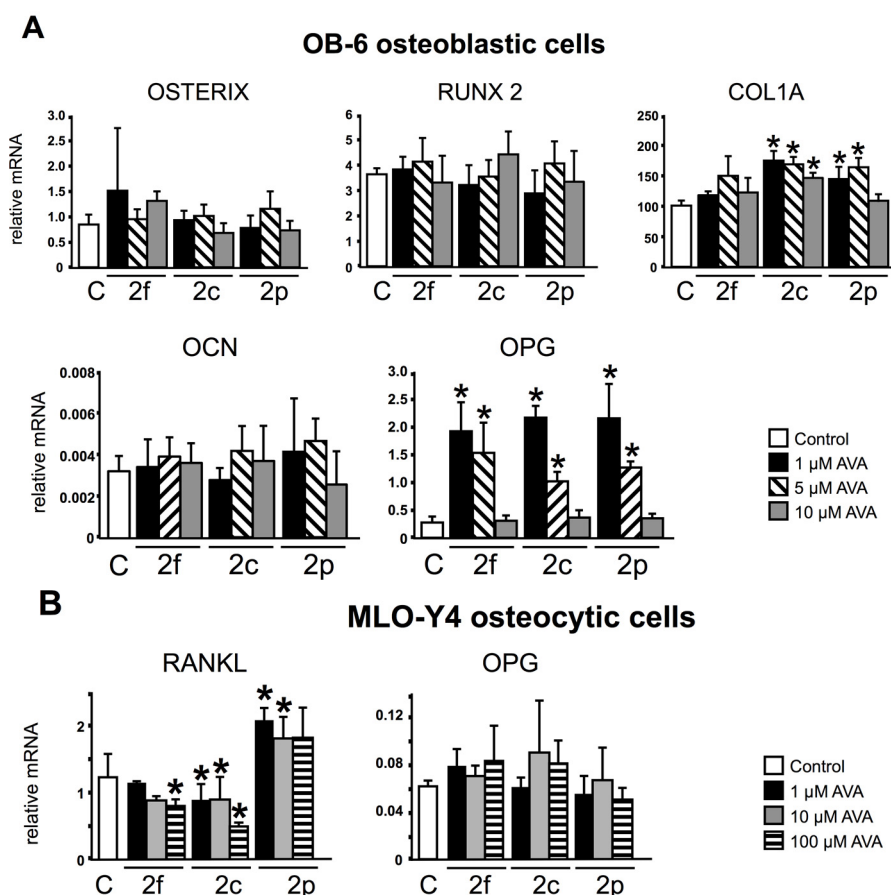 A
OB-6 osteoblastic cells
OSTERIX
RUNX 2
COL1A
relative mRNA
3.0
2.5
2.0
1.5
1.0
0.5
0
C 2f 2c 2p
6
5
4
3
2
1
0
C 2f 2c 2p
250
200
150
100
50
0
* * * * *
C 2f 2c 2p
OCN
OPG
relative mRNA
0.008
0.006
0.004
0.002
0
C 2f 2c 2p
3.0
2.5
2.0
1.5
1.0
0.5
0
* * * * * *
C 2f 2c 2p
Control
1 µM AVA
5 µM AVA
10 µM AVA
B
MLO-Y4 osteocytic cells
RANKL
OPG
relative mRNA
2
1
0
* * * * * *
C 2f 2c 2p
0.12
0.08
0.04
0
C 2f 2c 2p
Control
1 µM AVA
10 µM AVA
100 µM AVA